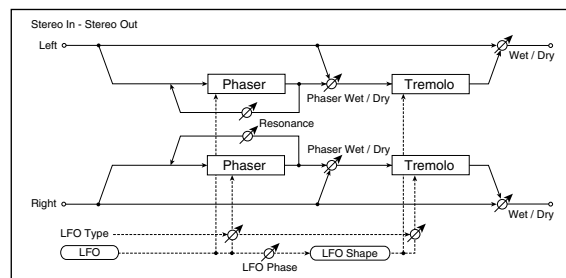 Stereo In - Stereo Out
Left
Wet / Dry
Phaser
Tremolo
Phaser Wet / Dry
Resonance
Phaser Wet / Dry
Phaser
Tremolo
Right
Wet / Dry
LFO Type
LFO
LFO Phase
LFO Shape